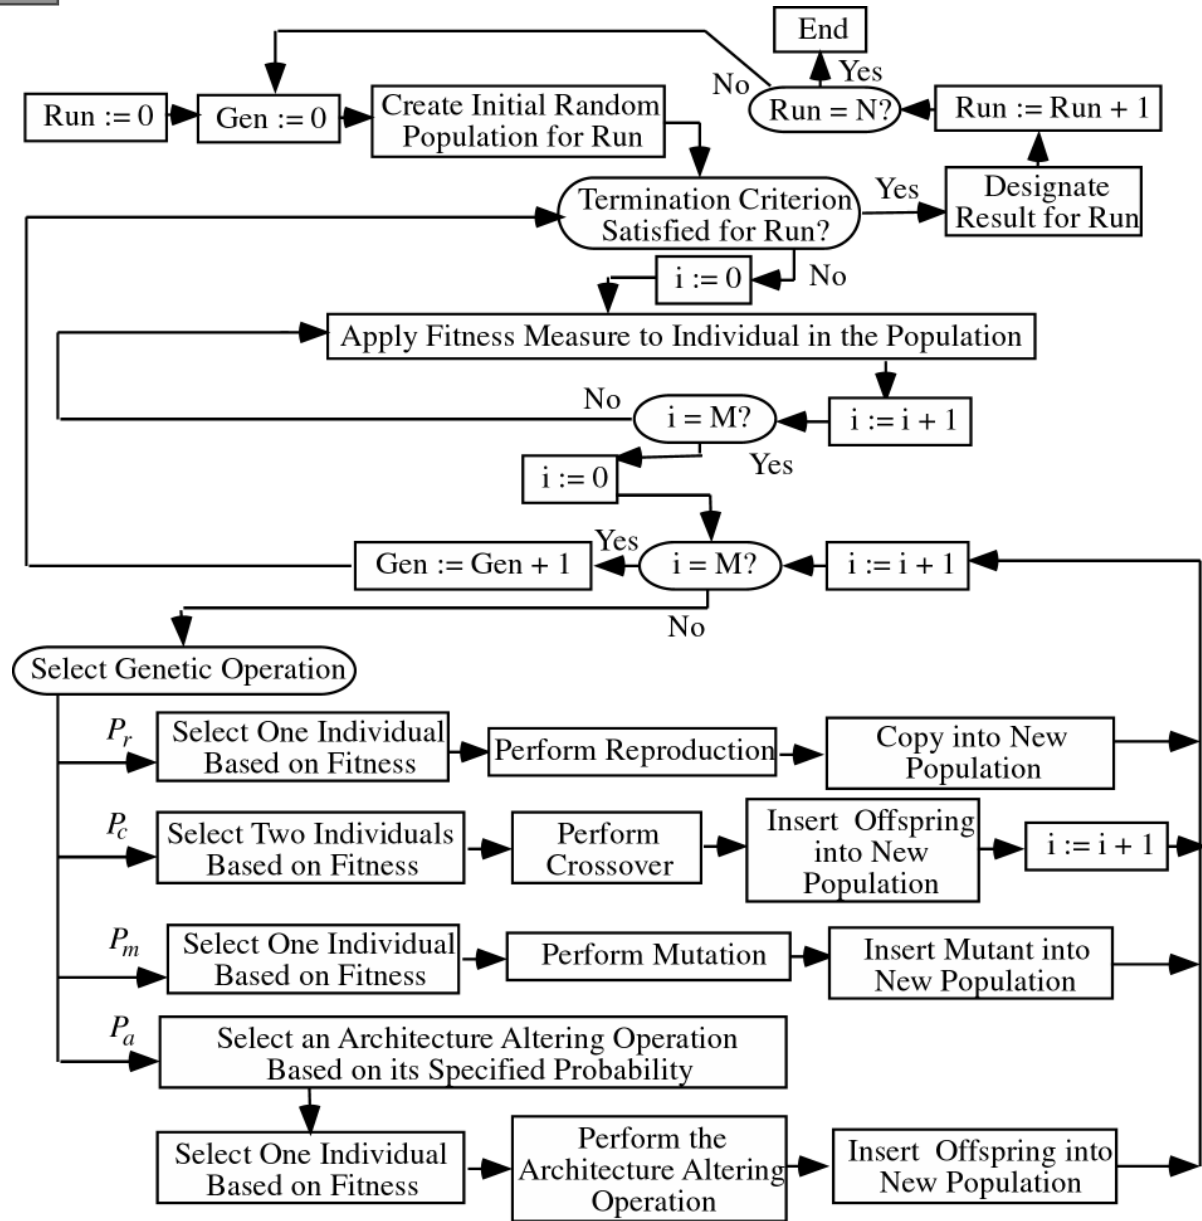 End
No
Yes
Run := 0
Gen := 0
Create Initial Random
Population for Run
Run = N?
Run := Run + 1
Termination Criterion
Satisfied for Run?
Yes
Designate
Result for Run
i := 0
No
Apply Fitness Measure to Individual in the Population
No
i = M?
i := i + 1
Yes
i := 0
Gen := Gen + 1
Yes
i = M?
i := i + 1
No
Select Genetic Operation
Pr
Select One Individual
Based on Fitness
Perform Reproduction
Copy into New
Population
Pc
Select Two Individuals
Based on Fitness
Perform
Crossover
Insert Offspring
into New
Population
i := i + 1
Pm
Select One Individual
Based on Fitness
Perform Mutation
Insert Mutant into
New Population
Pa
Select an Architecture Altering Operation
Based on its Specified Probability
Select One Individual
Based on Fitness
Perform the
Architecture Altering
Operation
Insert Offspring into
New Population